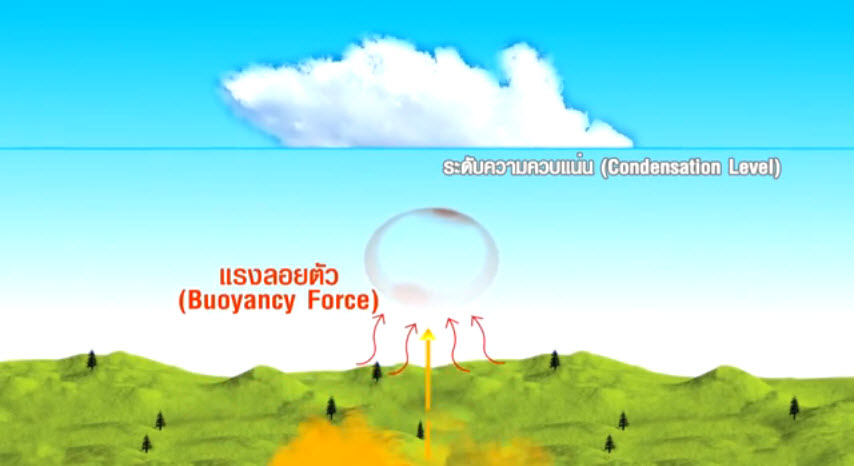 ระดับความควบแน่น (Condensation Level)
แรงลอยตัว
(Buoyancy Force)